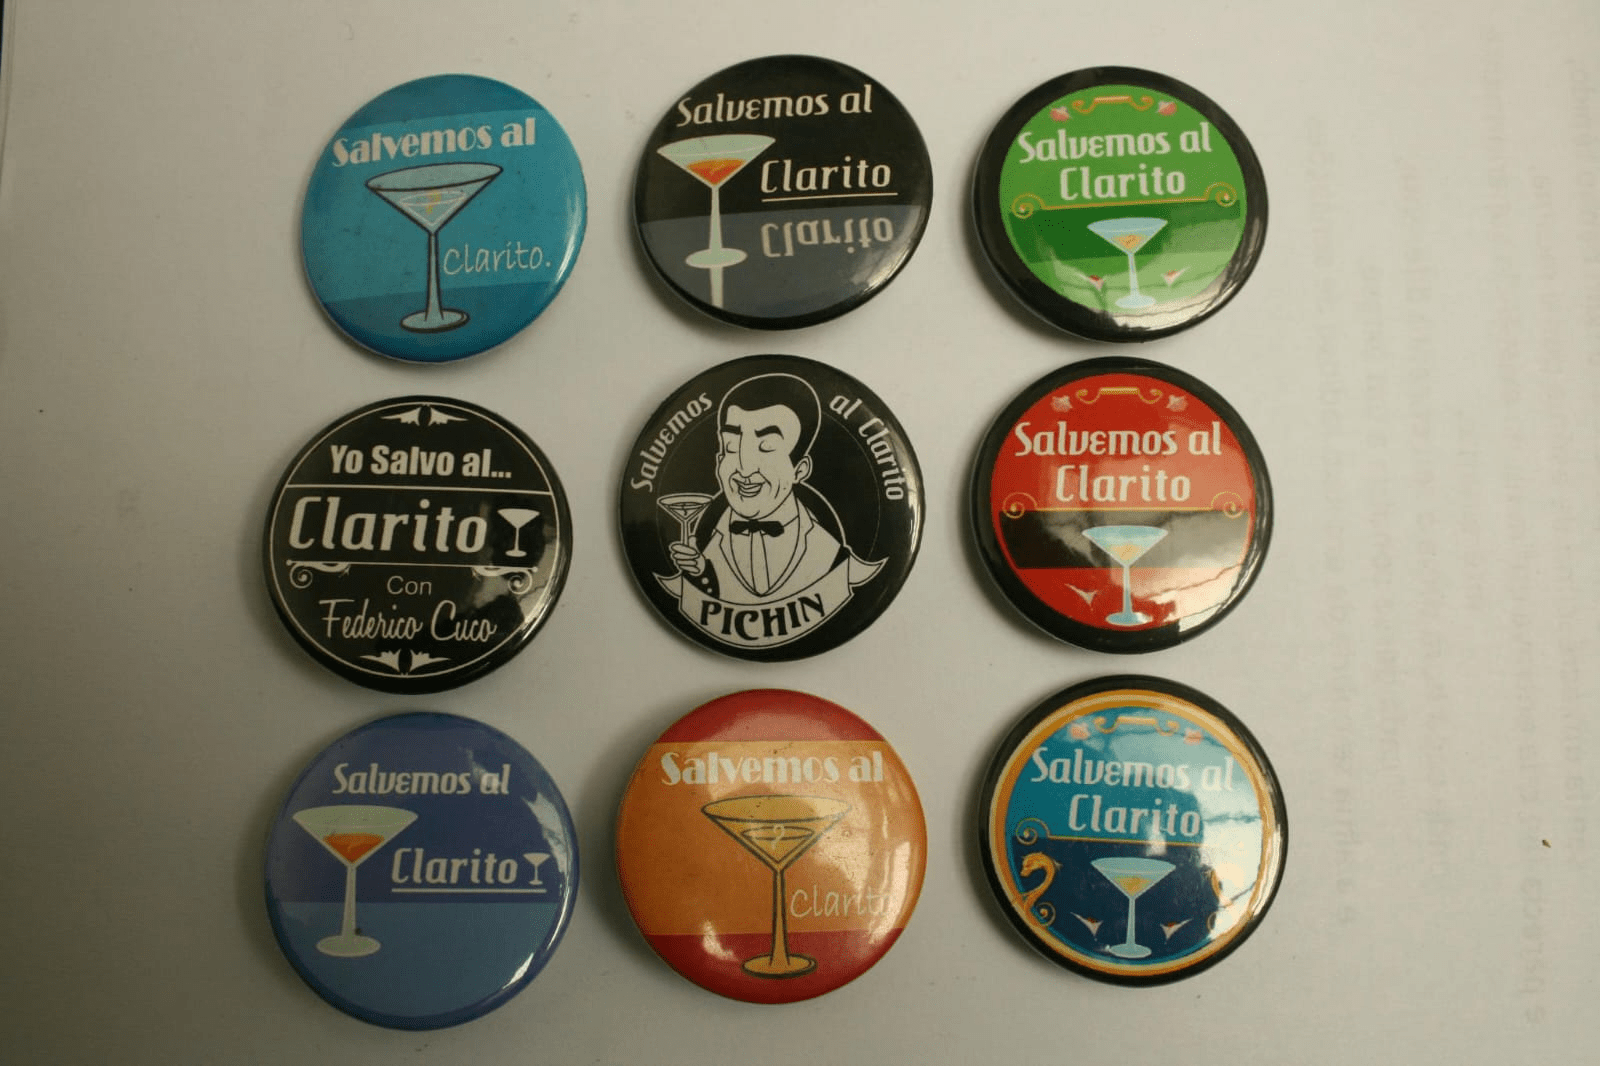 Salvemos al
Clarito.
Salvemos al
Clarito
Clarito
Salvemos al
Clarito
Yo Salvo al...
Clarito
Con
Federico Cuco
Salvemos al Clarito
PICHIN
Salvemos al
Clarito
Salvemos al
Clarito
Salvemos al
Clarito
Salvemos al
Clarito